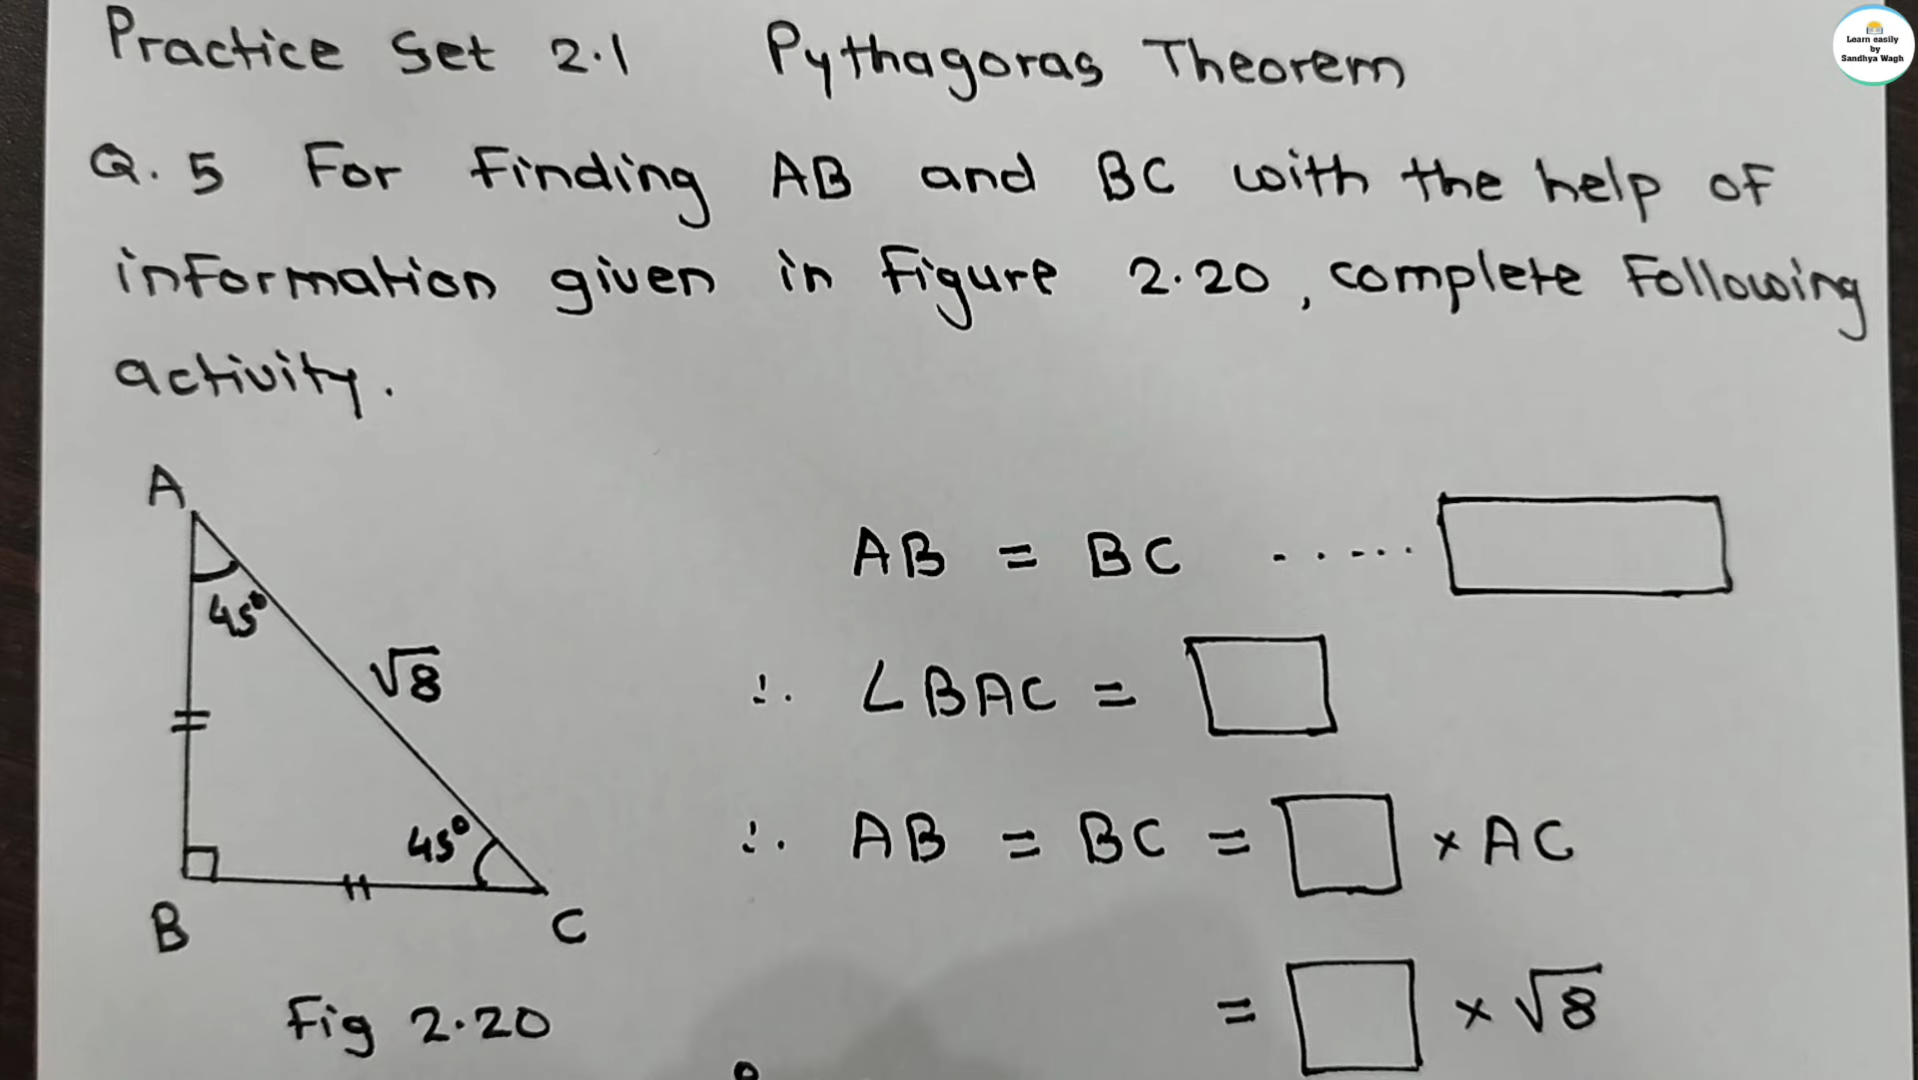 Practice Set 2.1 Pythagoras Theorem
Learn easily
by
Sandhya Wagh
Q. 5 For finding AB and BC with the help of
information given in figure 2.20, complete following
activity.
A
45°
√8
45°
B
C
Fig 2.20
AB = BC .....
∴ ∠BAC =
∴ AB = BC = × AC
= × √8